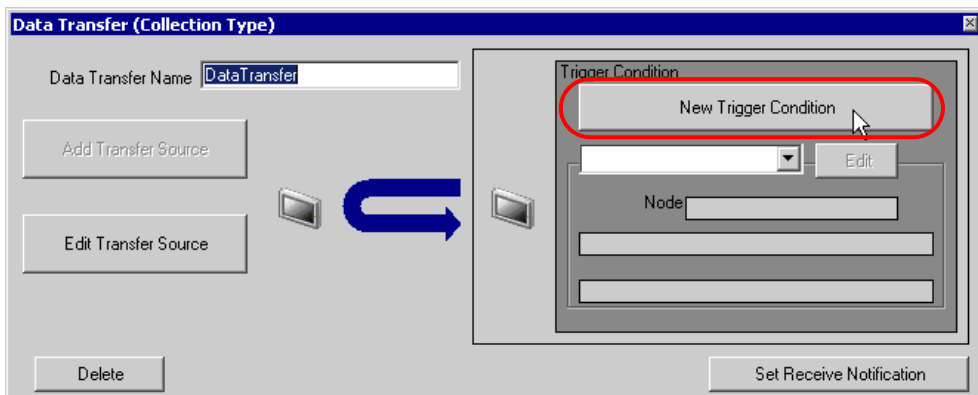 Data Transfer (Collection Type)
Data Transfer Name DataTransfer
Add Transfer Source
Edit Transfer Source
Delete
Trigger Condition
New Trigger Condition
Edit
Node
Set Receive Notification